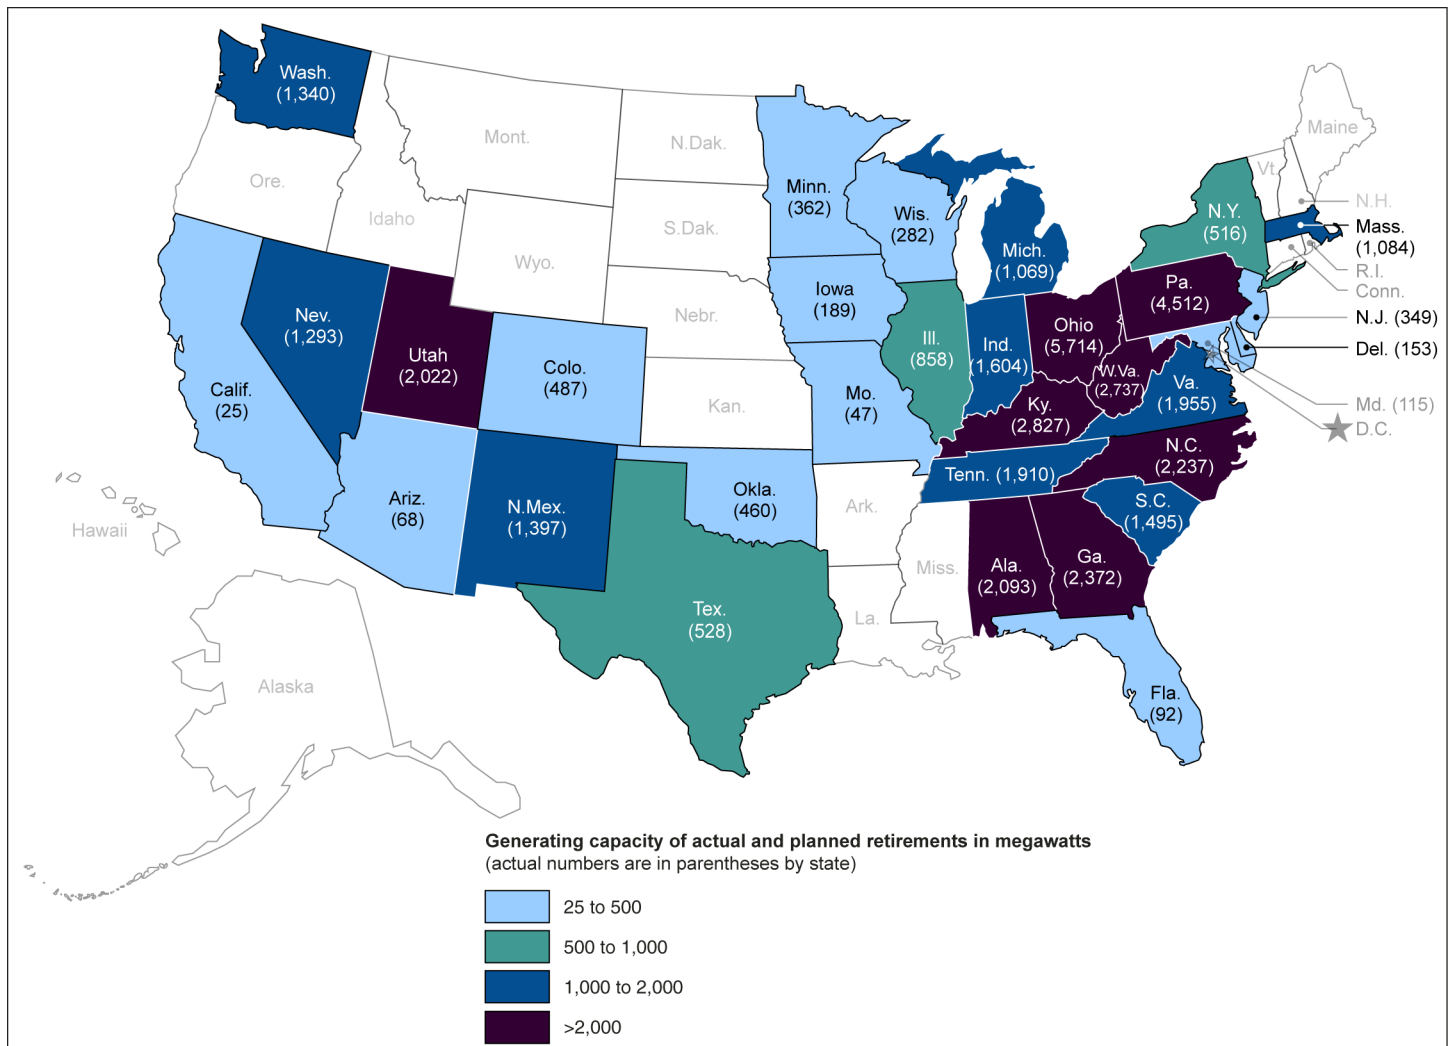 Wash.
(1,340)
Mont.
N.Dak.
Maine
Ore.
Idaho
Minn.
(362)
Vt.
N.H.
Wis.
(282)
N.Y.
(516)
Mass.
(1,084)
S.Dak.
Wyo.
Mich.
(1,069)
R.I.
Conn.
Iowa
(189)
Pa.
(4,512)
Nev.
(1,293)
Nebr.
N.J. (349)
Ohio
(5,714)
Ill.
(858)
Ind.
(1,604)
Del. (153)
Utah
(2,022)
Colo.
(487)
W.Va.
(2,737)
Va.
(1,955)
Calif.
(25)
Kan.
Mo.
(47)
Ky.
(2,827)
Md. (115)
D.C.
N.C.
(2,237)
Tenn. (1,910)
Ariz.
(68)
N.Mex.
(1,397)
Okla.
(460)
Ark.
S.C.
(1,495)
Hawaii
Miss.
Ala.
(2,093)
Ga.
(2,372)
Tex.
(528)
La.
Alaska
Fla.
(92)
Generating capacity of actual and planned retirements in megawatts
(actual numbers are in parentheses by state)
25 to 500
500 to 1,000
1,000 to 2,000
>2,000